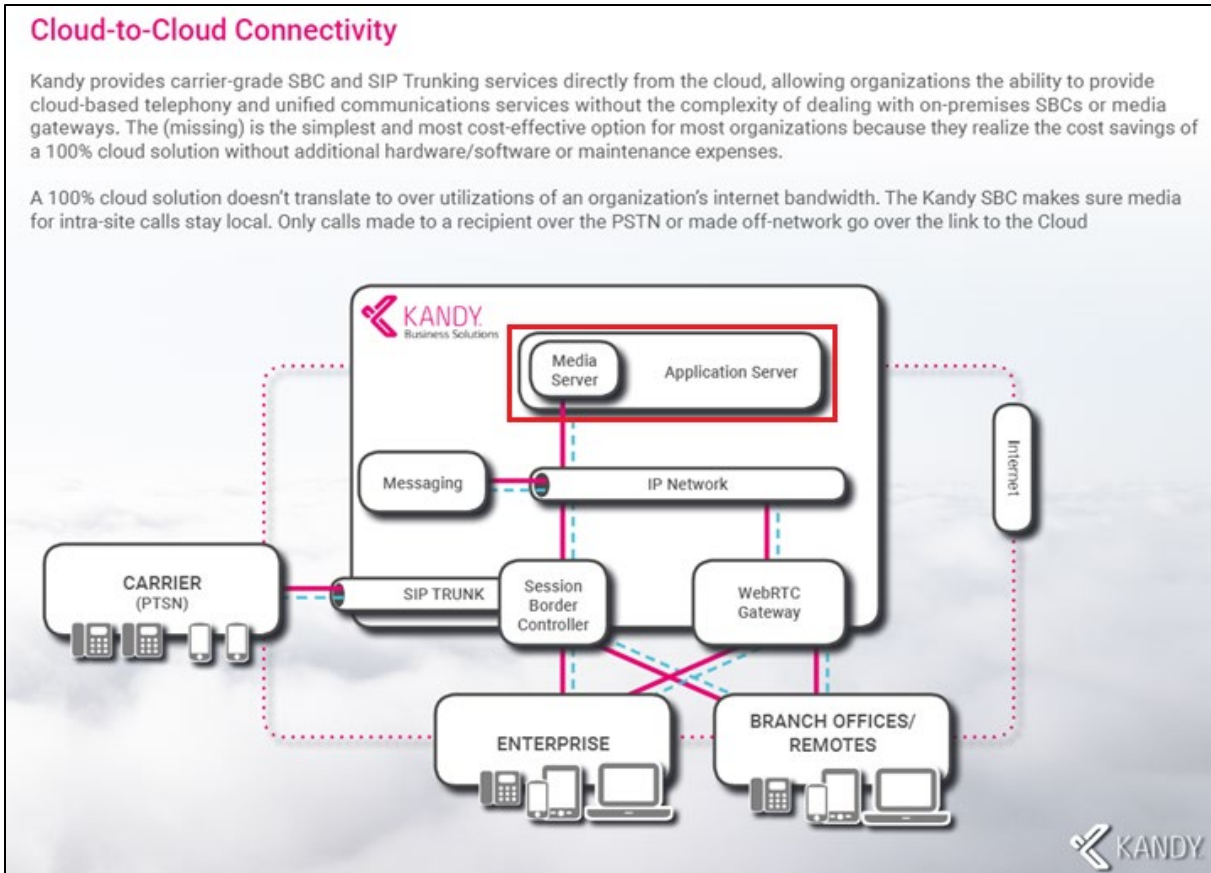 Cloud-to-Cloud Connectivity
Kandy provides carrier-grade SBC and SIP Trunking services directly from the cloud, allowing organizations the ability to provide
cloud-based telephony and unified communications services without the complexity of dealing with on-premises SBCs or media
gateways. The (missing) is the simplest and most cost-effective option for most organizations because they realize the cost savings of
a 100% cloud solution without additional hardware/software or maintenance expenses.
A 100% cloud solution doesn't translate to over utilizations of an organization's internet bandwidth. The Kandy SBC makes sure media
for intra-site calls stay local. Only calls made to a recipient over the PSTN or made off-network go over the link to the Cloud
KANDY
Business Solutions
Media
Server
Application Server
Internet
Messaging
IP Network
CARRIER
(PTSN)
SIP TRUNK
Session
Border
Controller
WebRTC
Gateway
ENTERPRISE
BRANCH OFFICES/
REMOTES
KANDY